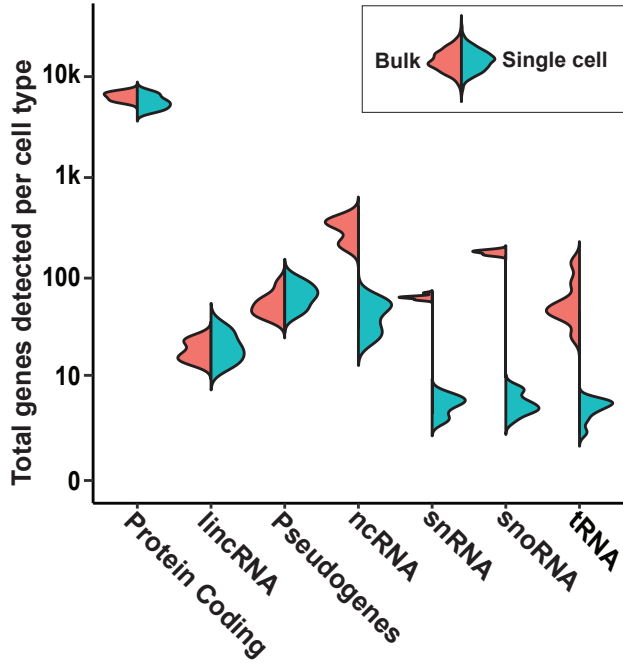 Bulk Single cell
Total genes detected per cell type
10k
1k
100
10
0
Protein Coding
lincRNA
Pseudogenes
ncRNA
snRNA
snoRNA
tRNA